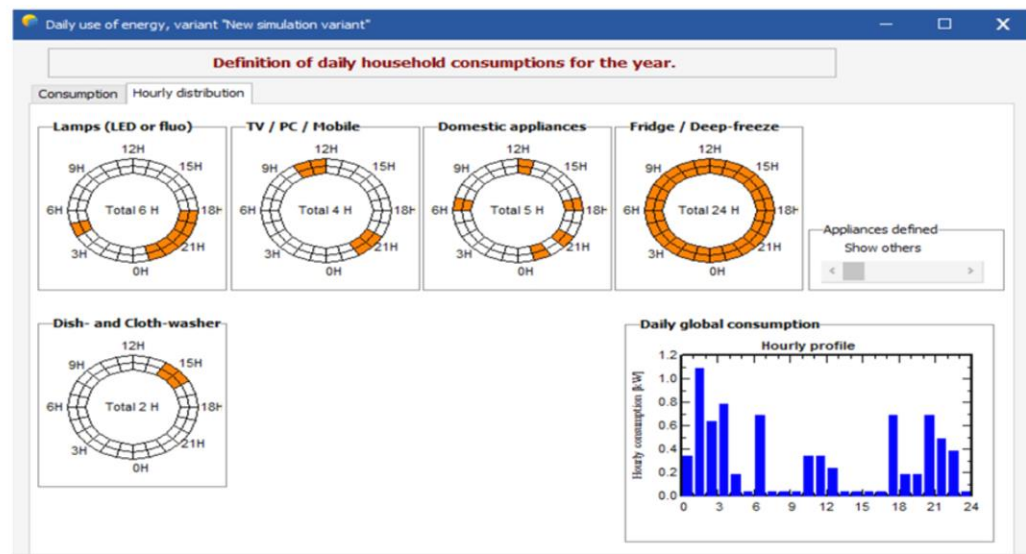 Daily use of energy, variant "New simulation variant"
Definition of daily household consumptions for the year.
Consumption
Hourly distribution
Lamps (LED or fluo)
12H
9H
15H
6H
Total 6 H
18H
3H
21H
0H
TV / PC / Mobile
12H
9H
15H
6H
Total 4 H
18H
3H
21H
0H
Domestic appliances
12H
9H
15H
6H
Total 5 H
18H
3H
21H
0H
Fridge / Deep-freeze
12H
9H
15H
6H
Total 24 H
18H
3H
21H
0H
Appliances defined
Show others
Dish- and Cloth-washer
12H
9H
15H
6H
Total 2 H
18H
3H
21H
0H
Daily global consumption
Hourly profile
Hourly consumption [kW]
1.2
1.0
0.8
0.6
0.4
0.2
0.0
0 3 6 9 12 15 18 21 24